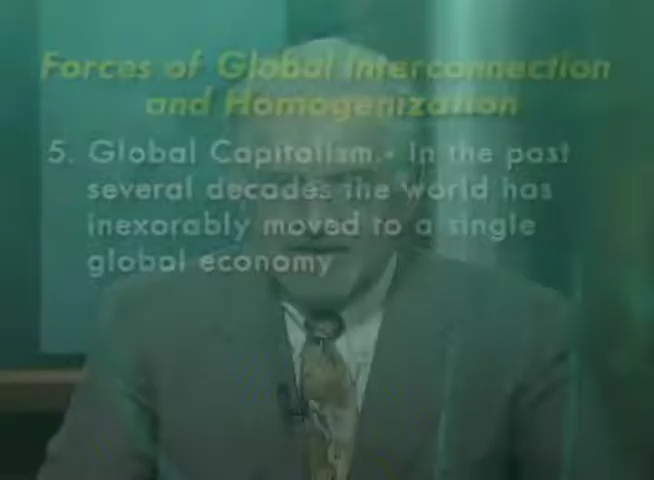 Forces of Global Interconnection
and Homogenization
5. Global Capitalism - In the past
several decades the world has
inexorably moved to a single
global economy